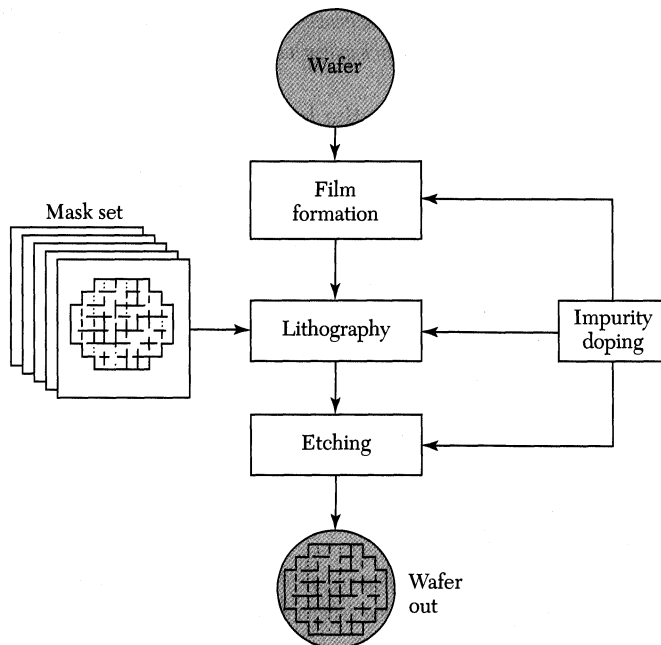 Wafer
Film
formation
Mask set
Lithography
Impurity
doping
Etching
Wafer
out